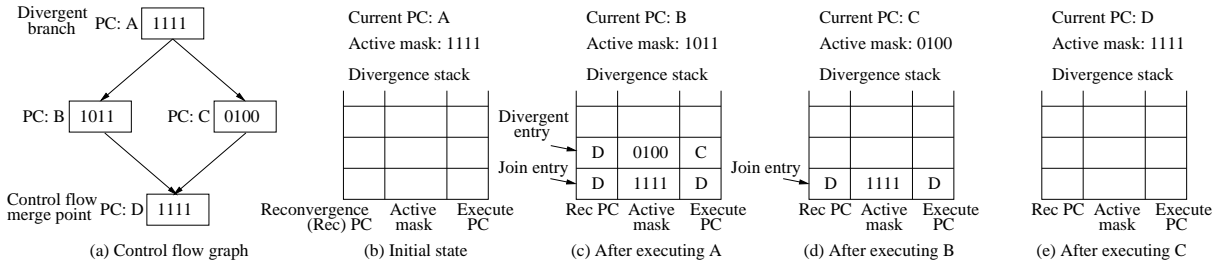 Divergent
branch
PC: A
1111
PC: B
1011
PC: C
0100
Control flow
merge point
PC: D
1111
(a) Control flow graph
Current PC: A
Active mask: 1111
Divergence stack
Reconvergence
(Rec) PC
Active
mask
Execute
PC
(b) Initial state
Current PC: B
Active mask: 1011
Divergence stack
Divergent
entry
D
0100
C
Join entry
D
1111
D
Rec PC
Active
mask
Execute
PC
(c) After executing A
Current PC: C
Active mask: 0100
Divergence stack
Join entry
D
1111
D
Rec PC
Active
mask
Execute
PC
(d) After executing B
Current PC: D
Active mask: 1111
Divergence stack
Rec PC
Active
mask
Execute
PC
(e) After executing C